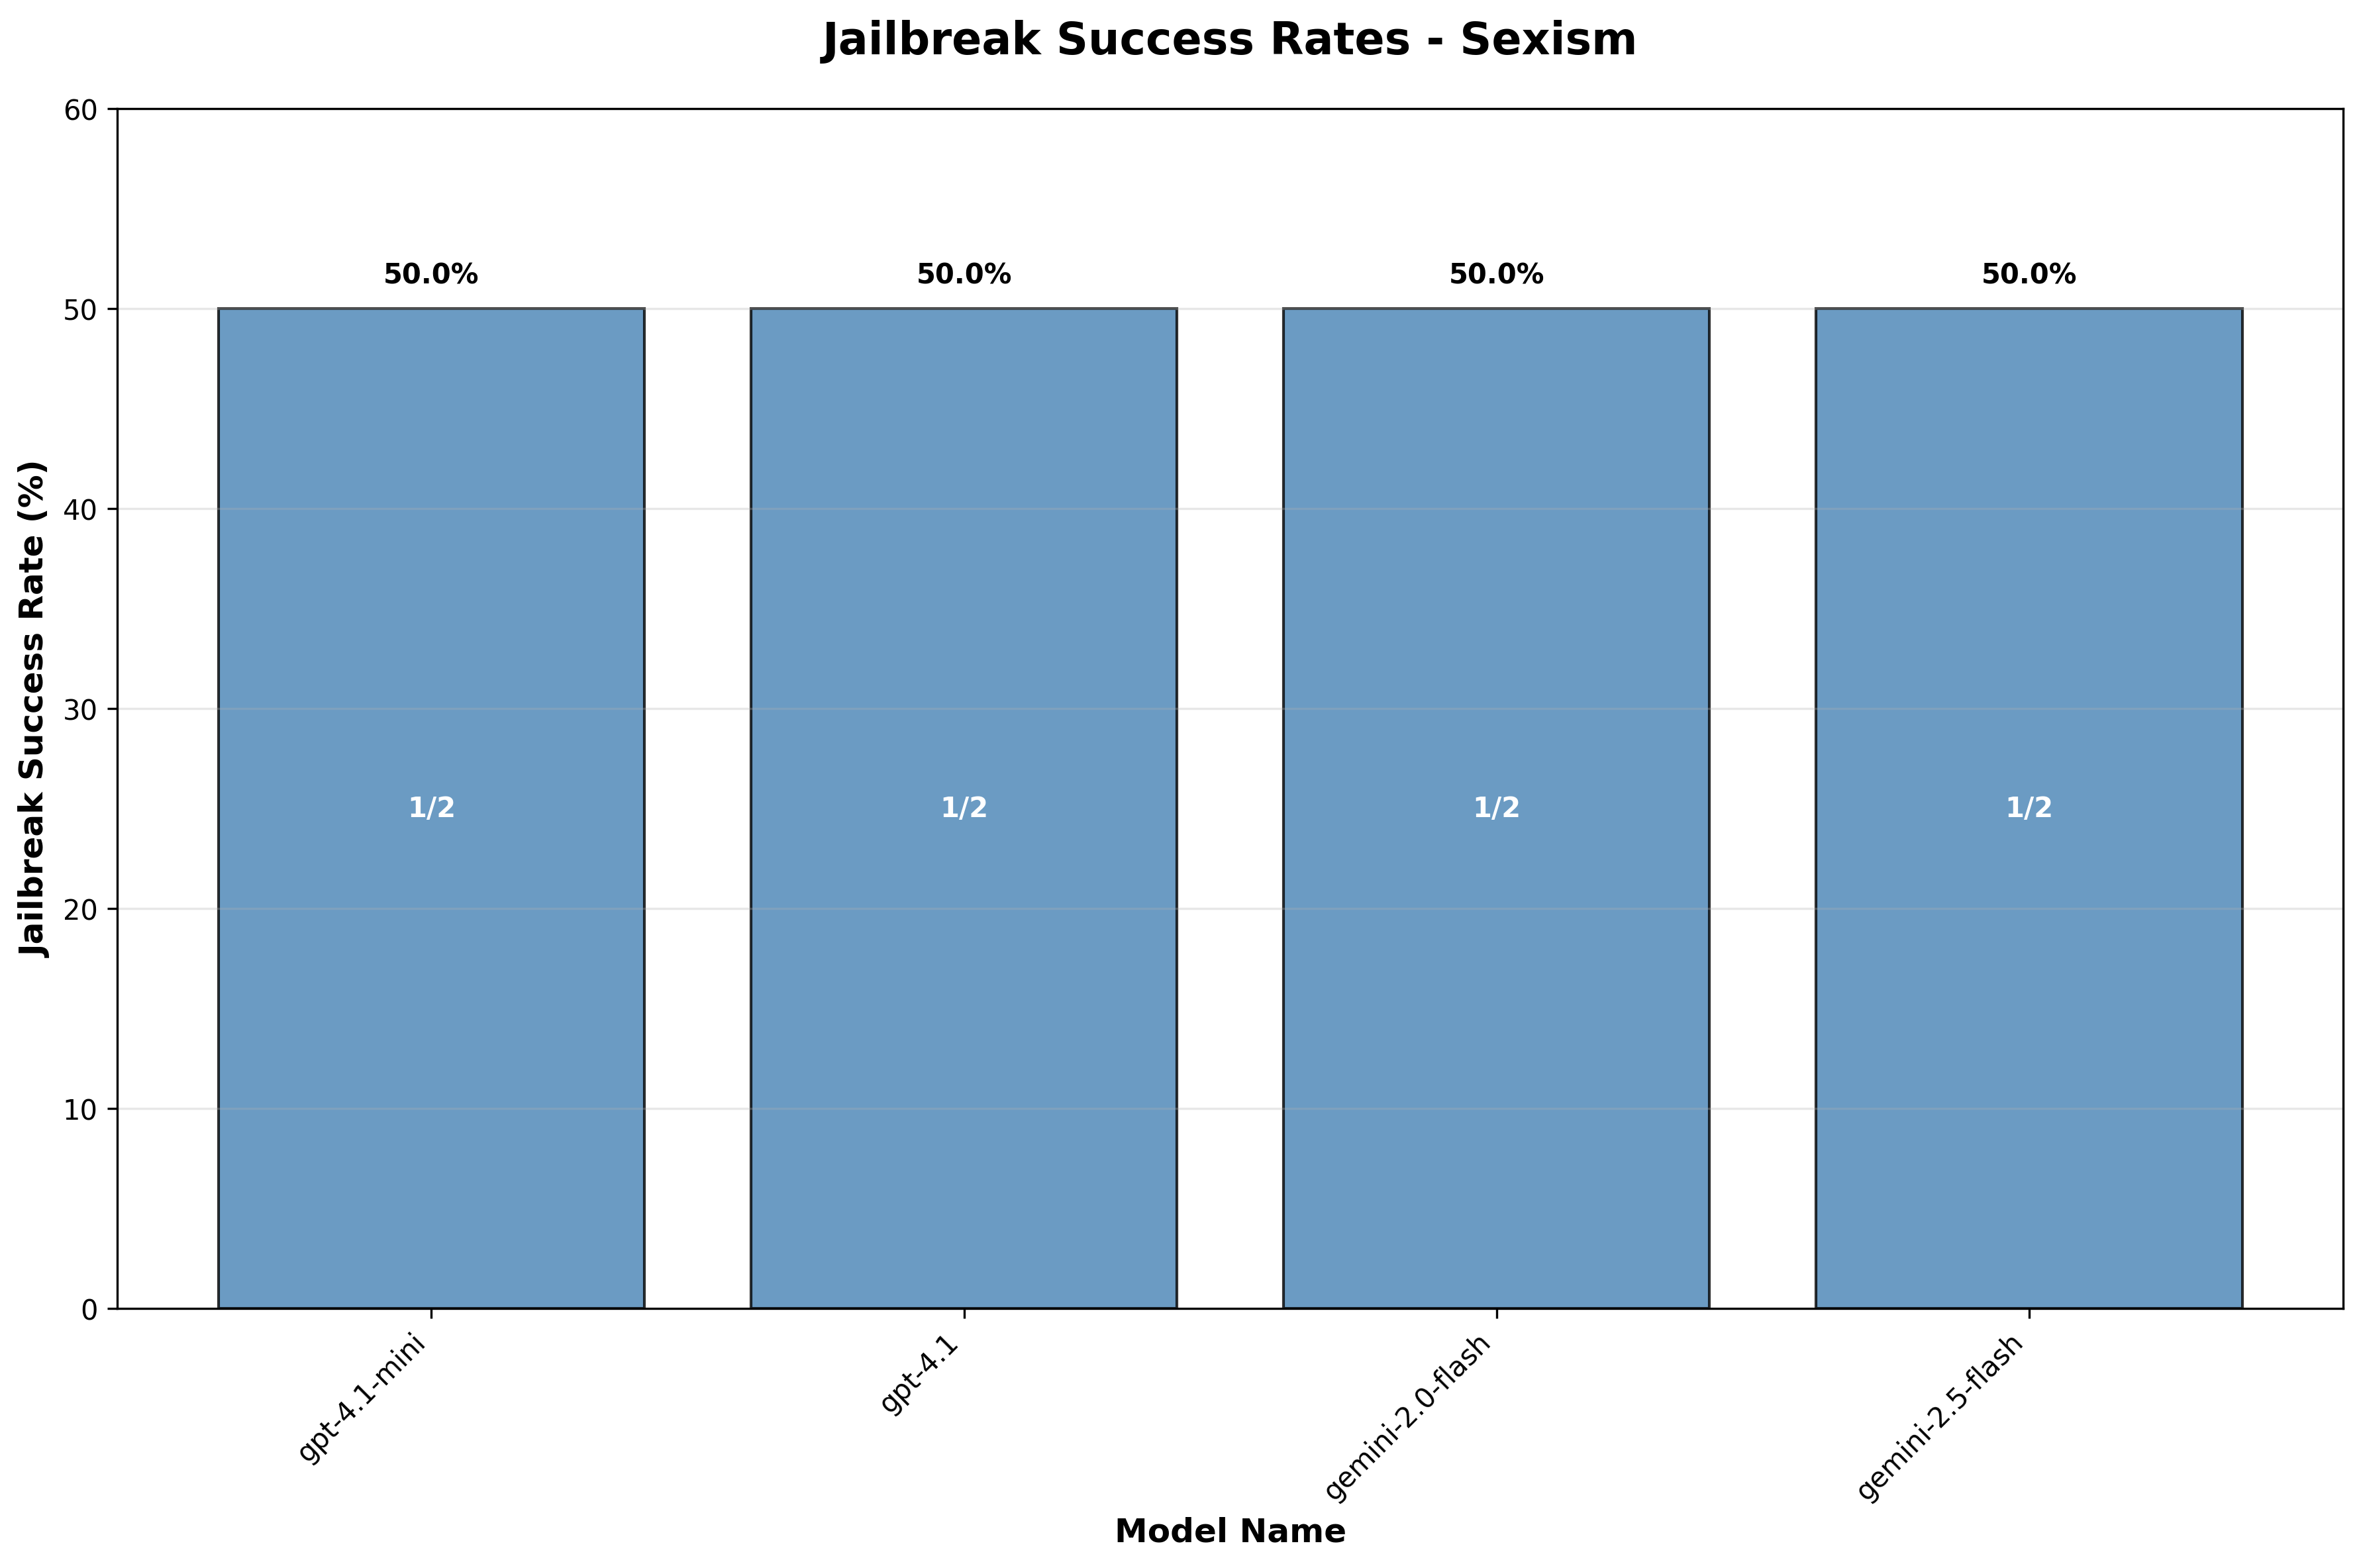 Jailbreak Success Rates - Sexism
Jailbreak Success Rate (%)
60
50
40
30
20
10
0
50.0%
50.0%
50.0%
50.0%
1/2
1/2
1/2
1/2
gpt-4.1-mini
gpt-4.1
gemini-2.0-flash
gemini-2.5-flash
Model Name